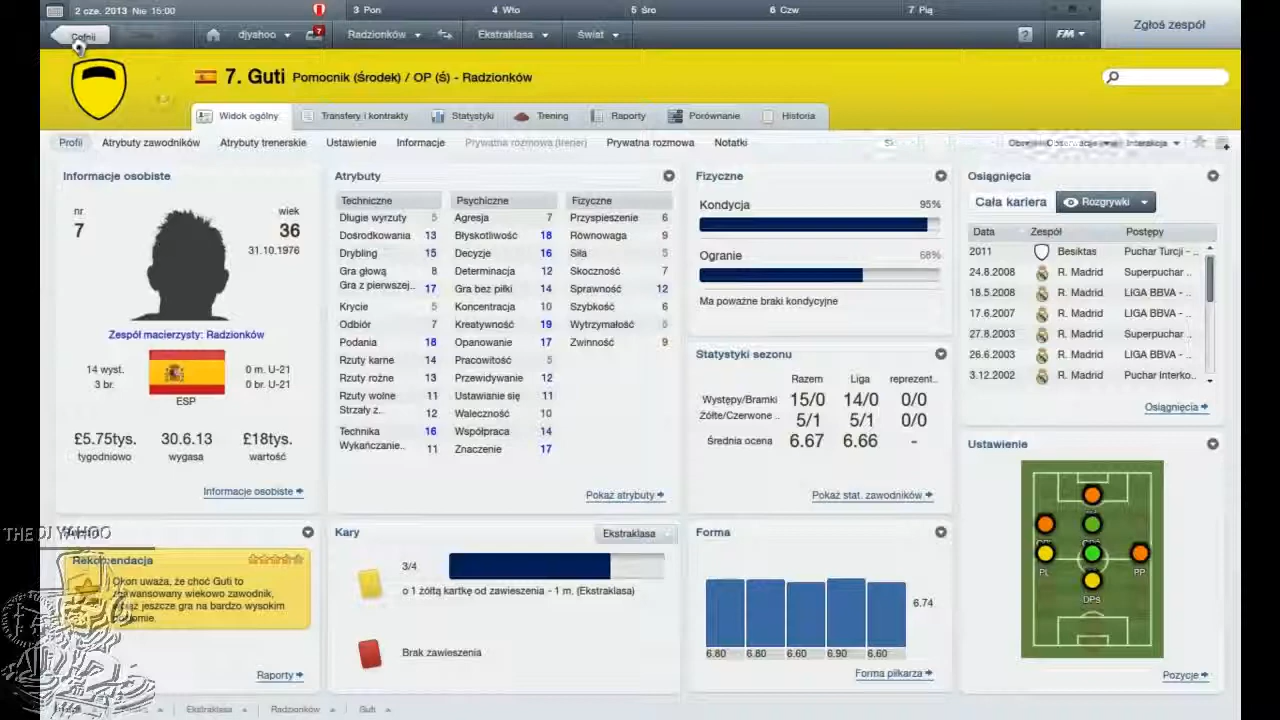 2 cze. 2013 Nie 15:00
3 Pon
4 Wto
5 Śro
6 Czw
7 Pią
Zgłoś zespół
Cofnij
djyahoo
7
Radzionków
Ekstraklasa
Świat
?
FM
7. Guti Pomocnik (Środek) / OP (Ś) - Radzionków
Widok ogólny
Transfery i kontrakty
Statystyki
Trening
Raporty
Porównanie
Historia
Profil
Atrybuty zawodników
Atrybuty trenerskie
Ustawienie
Informacje
Prywatna rozmowa (trener)
Prywatna rozmowa
Notatki
Interakcja
Informacje osobiste
nr
7
wiek
36
31.10.1976
Zespół macierzysty: Radzionków
14 wyst.
3 br.
0 m. U-21
0 br. U-21
ESP
£5.75tys.
tygodniowo
30.6.13
wygasa
£18tys.
wartość
Informacje osobiste
Atrybuty
Techniczne
Długie wyrzuty 5
Dośrodkowania 13
Drybling 15
Gra głową 8
Gra z pierwszej.. 17
Krycie 5
Odbiór 7
Podania 18
Rzuty karne 14
Rzuty rożne 13
Rzuty wolne 11
Strzały z.. 12
Technika 16
Wykańczanie.. 11
Psychiczne
Agresja 7
Błyskotliwość 18
Decyzje 16
Determinacja 12
Gra bez piłki 14
Koncentracja 10
Kreatywność 19
Opanowanie 17
Pracowitość 5
Przewidywanie 12
Ustawianie się 11
Waleczność 10
Współpraca 14
Znaczenie 17
Fizyczne
Przyspieszenie 6
Równowaga 9
Siła 5
Skoczność 7
Sprawność 12
Szybkość 6
Wytrzymałość 5
Zwinność 9
Pokaż atrybuty
Fizyczne
Kondycja 95%
Ogranie 68%
Ma poważne braki kondycyjne
Statystyki sezonu
Razem Liga reprezent..
Występy/Bramki 15/0 14/0 0/0
Żółte/Czerwone .. 5/1 5/1 0/0
Średnia ocena 6.67 6.66 -
Pokaż stat. zawodników
Osiągnięcia
Cała kariera
Rozgrywki
Data Zespół Postępy
2011 Besiktas Puchar Turcji - ..
24.8.2008 R. Madrid Superpuchar ..
18.5.2008 R. Madrid LIGA BBVA - ..
17.6.2007 R. Madrid LIGA BBVA - ..
27.8.2003 R. Madrid Superpuchar ..
26.6.2003 R. Madrid LIGA BBVA - ..
3.12.2002 R. Madrid Puchar Interko..
Osiągnięcia
Ustawienie
PL
PP
DPS
Pozycje
THE DJ YAHOO
Rekomendacja
Okon uważa, że choć Guti to
zaawansowany wiekowo zawodnik,
wciąż jeszcze gra na bardzo wysokim
poziomie.
Raporty
Kary
Ekstraklasa
3/4
o 1 żółtą kartkę od zawieszenia - 1 m. (Ekstraklasa)
Brak zawieszenia
Forma
6.74
6.80 6.80 6.60 6.90 6.60
Forma piłkarza
Ekstraklasa
Radzionków
Guti